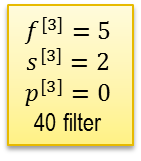 f^[3] = 5
s^[3] = 2
p^[3] = 0
40 filter